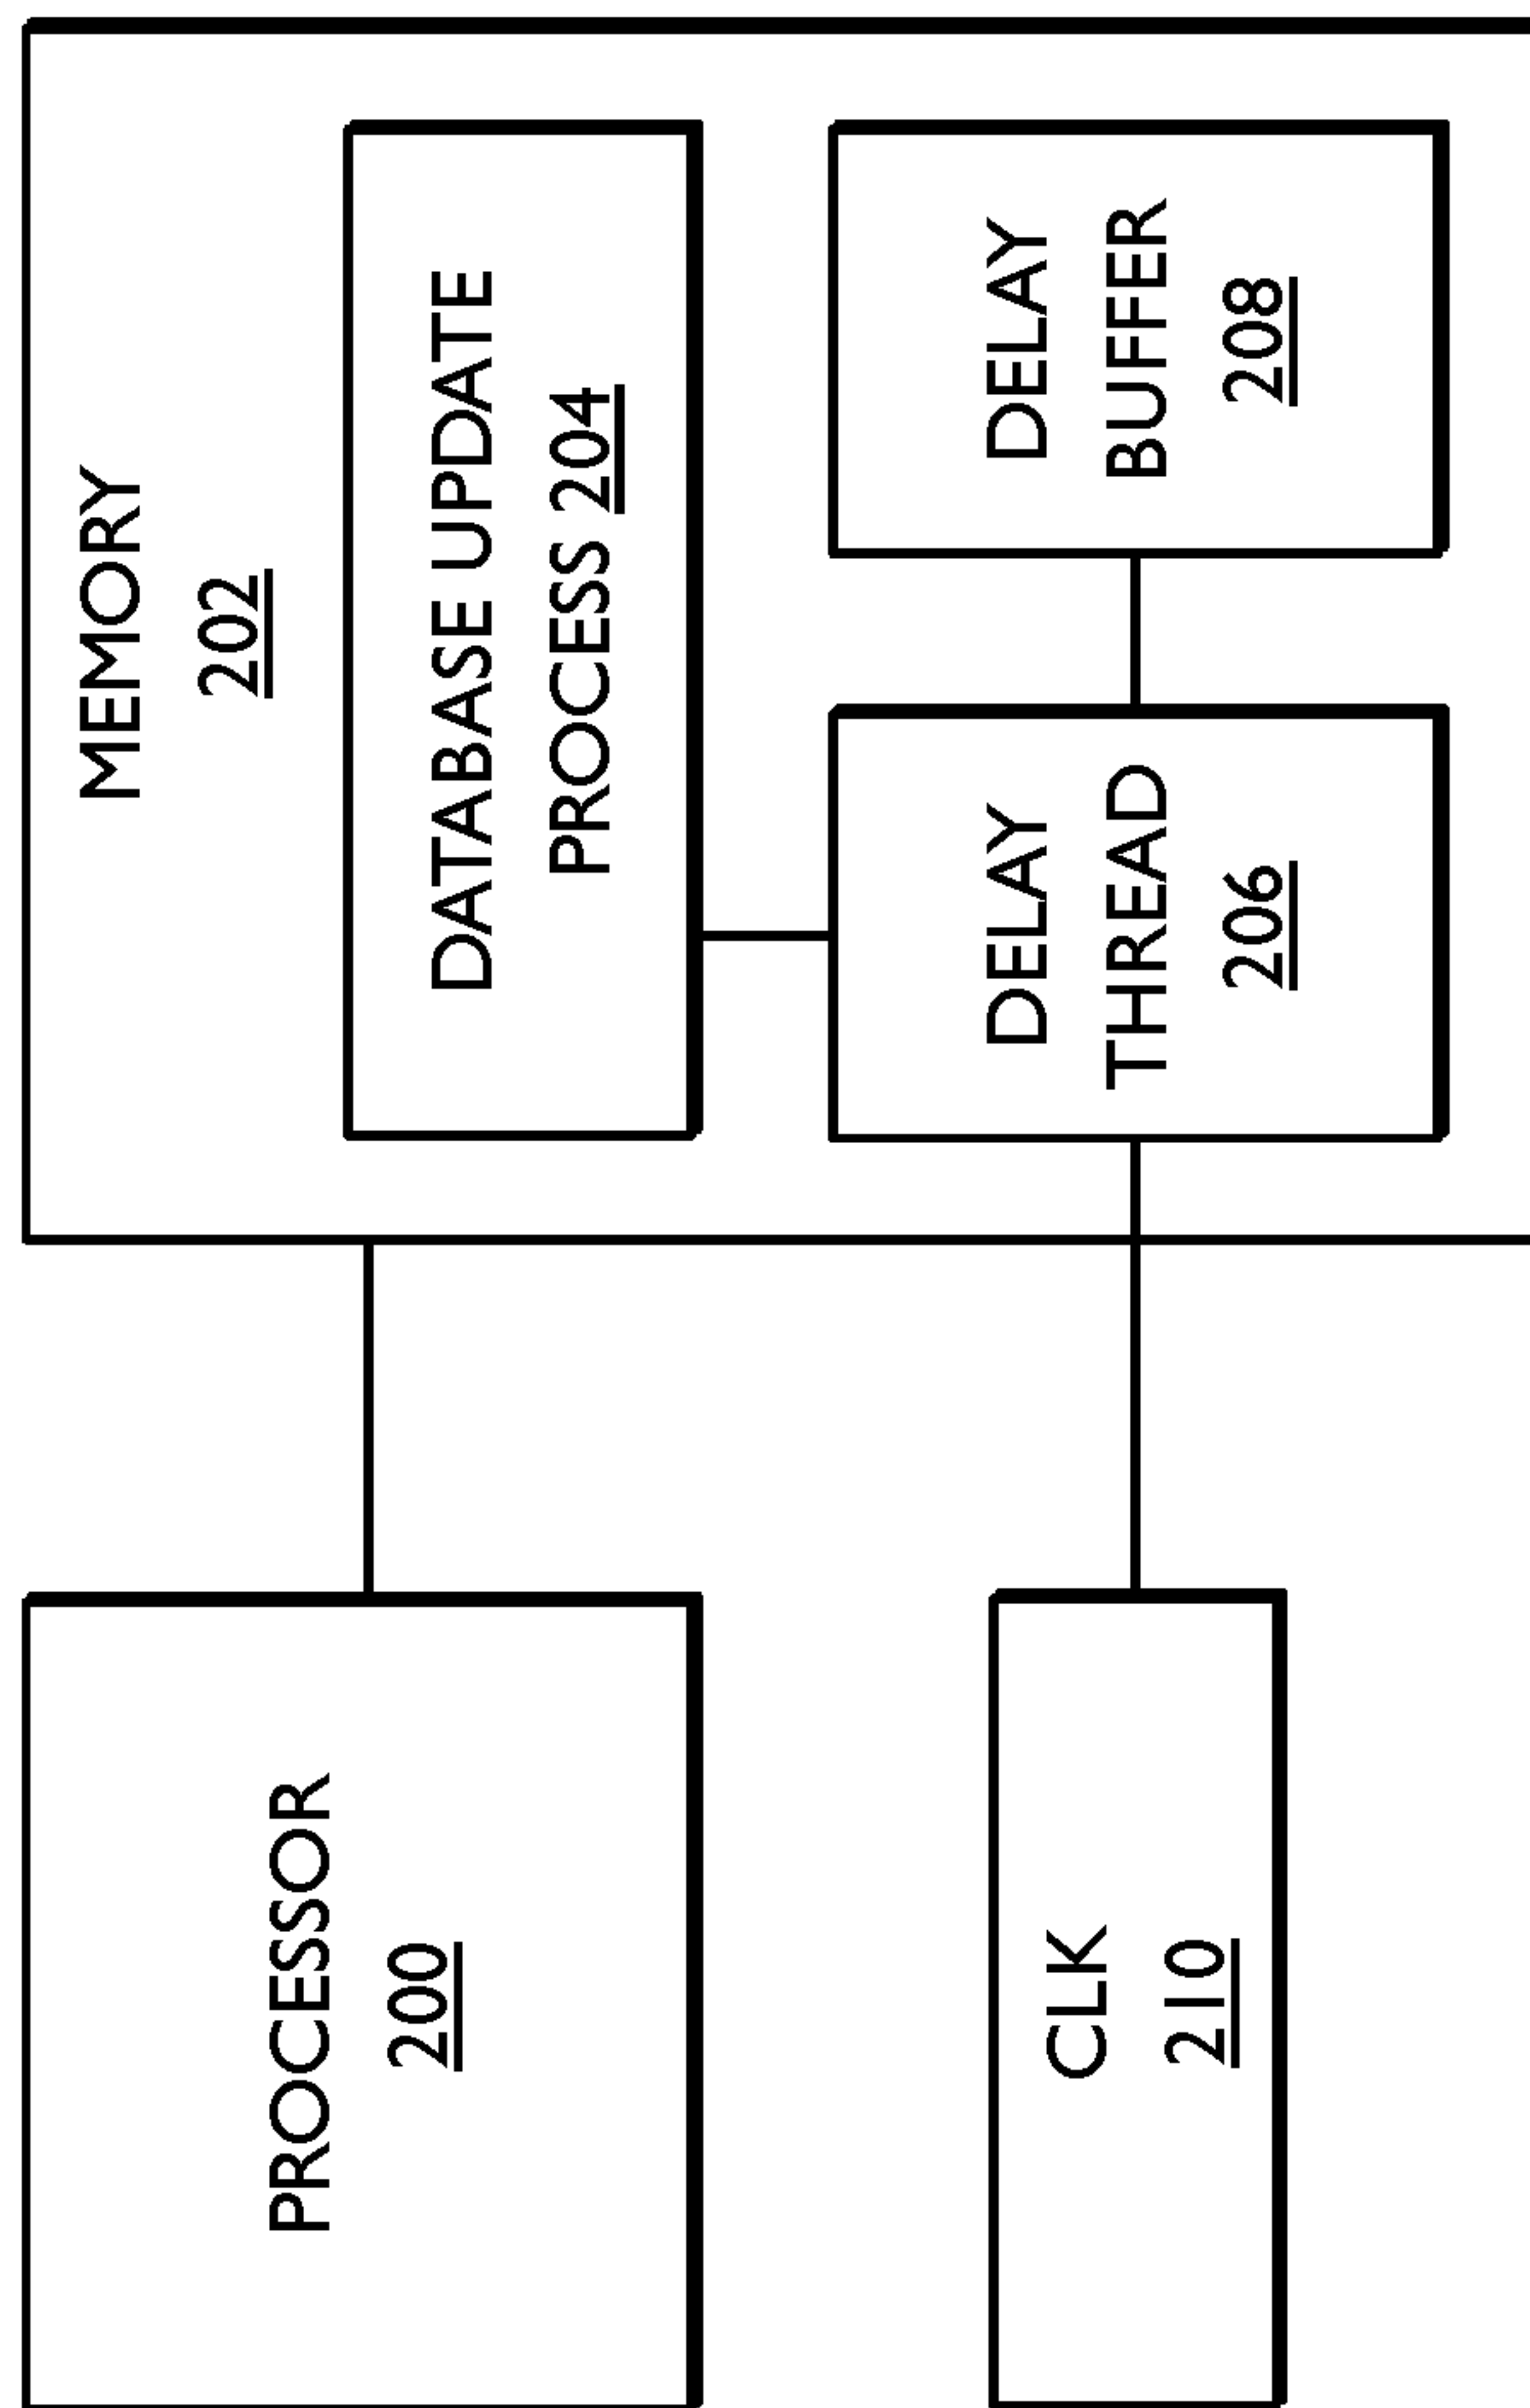 MEMORY
202
DATABASE UPDATE
PROCESS 204
DELAY
THREAD
206
DELAY
BUFFER
208
PROCESSOR
200
CLK
210